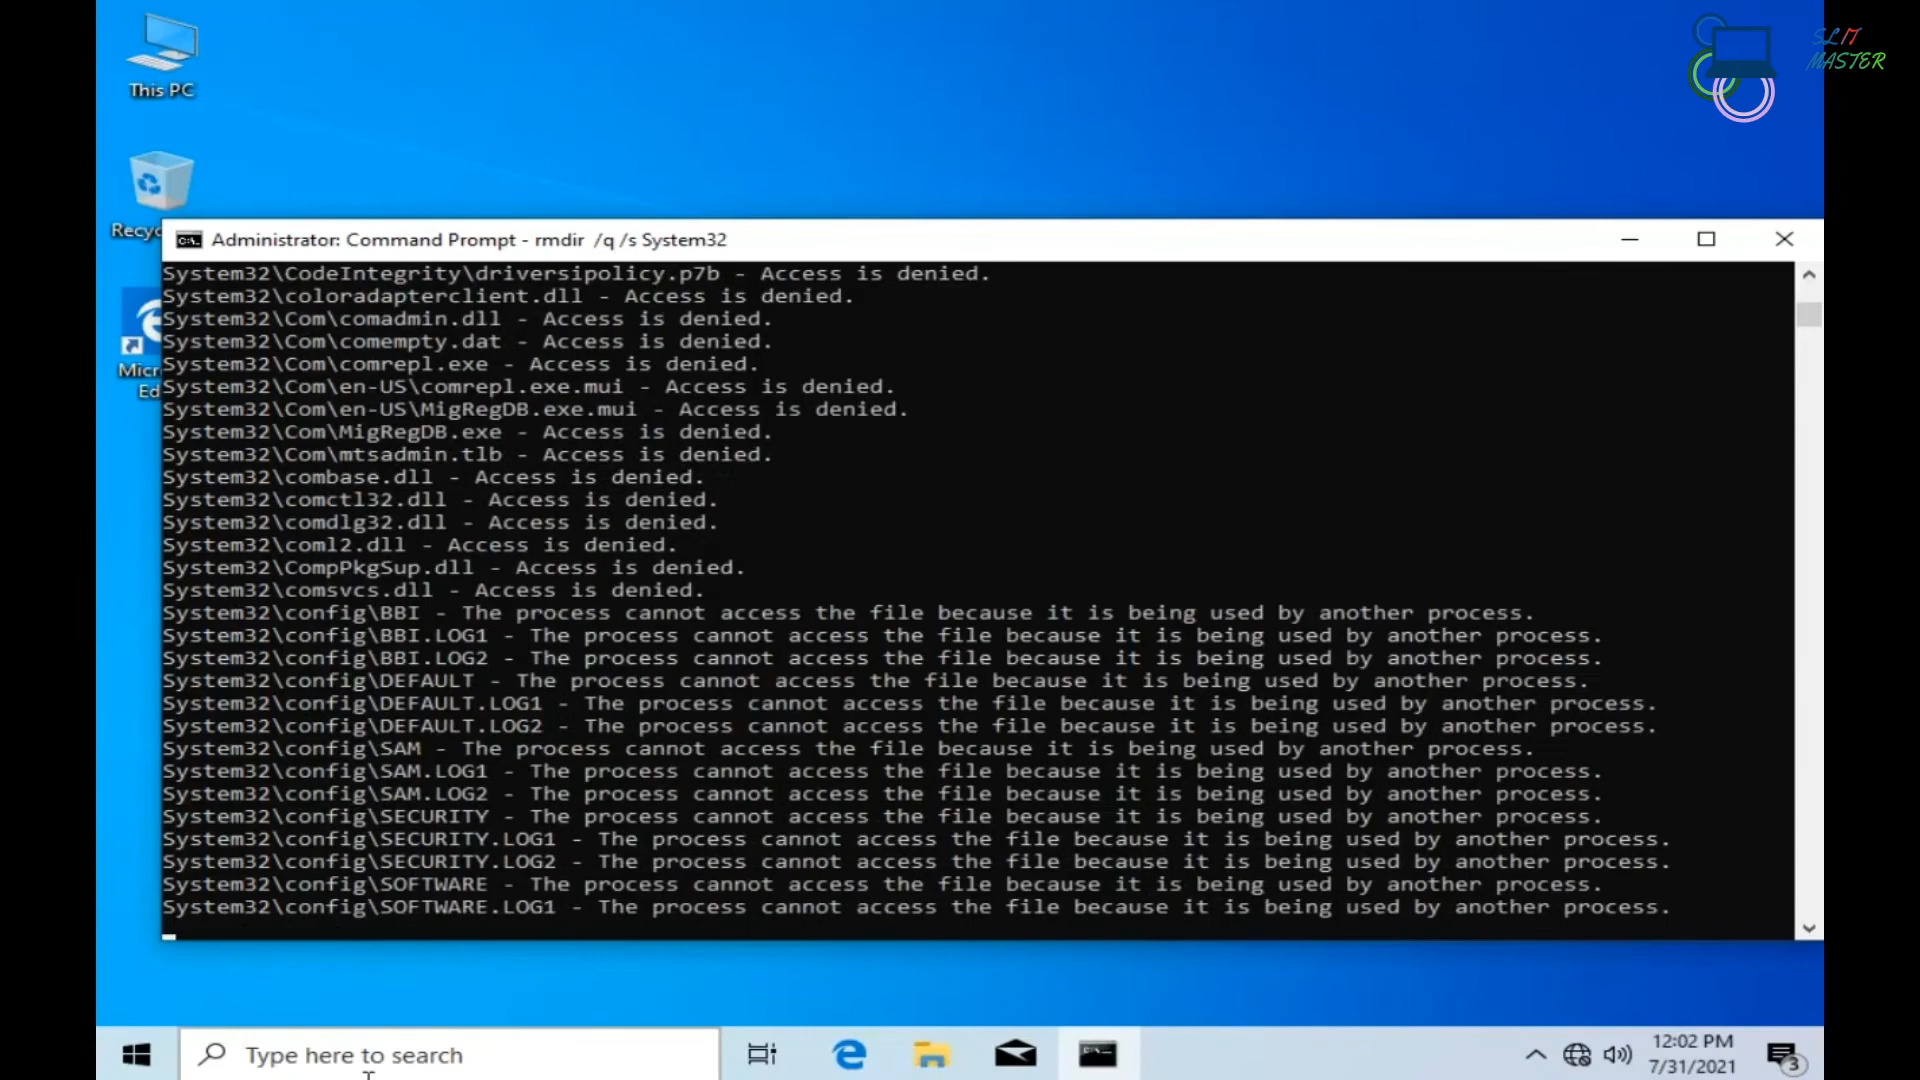 This PC
SL IT
MASTER
Recyc
Micr
Ed
Administrator: Command Prompt - rmdir /q /s System32
System32\CodeIntegrity\driversipolicy.p7b - Access is denied.
System32\coloradapterclient.dll - Access is denied.
System32\Com\comadmin.dll - Access is denied.
System32\Com\comempty.dat - Access is denied.
System32\Com\comrepl.exe - Access is denied.
System32\Com\en-US\comrepl.exe.mui - Access is denied.
System32\Com\en-US\MigRegDB.exe.mui - Access is denied.
System32\Com\MigRegDB.exe - Access is denied.
System32\Com\mtsadmin.tlb - Access is denied.
System32\combase.dll - Access is denied.
System32\comctl32.dll - Access is denied.
System32\comdlg32.dll - Access is denied.
System32\coml2.dll - Access is denied.
System32\CompPkgSup.dll - Access is denied.
System32\comsvcs.dll - Access is denied.
System32\config\BBI - The process cannot access the file because it is being used by another process.
System32\config\BBI.LOG1 - The process cannot access the file because it is being used by another process.
System32\config\BBI.LOG2 - The process cannot access the file because it is being used by another process.
System32\config\DEFAULT - The process cannot access the file because it is being used by another process.
System32\config\DEFAULT.LOG1 - The process cannot access the file because it is being used by another process.
System32\config\DEFAULT.LOG2 - The process cannot access the file because it is being used by another process.
System32\config\SAM - The process cannot access the file because it is being used by another process.
System32\config\SAM.LOG1 - The process cannot access the file because it is being used by another process.
System32\config\SAM.LOG2 - The process cannot access the file because it is being used by another process.
System32\config\SECURITY - The process cannot access the file because it is being used by another process.
System32\config\SECURITY.LOG1 - The process cannot access the file because it is being used by another process.
System32\config\SECURITY.LOG2 - The process cannot access the file because it is being used by another process.
System32\config\SOFTWARE - The process cannot access the file because it is being used by another process.
System32\config\SOFTWARE.LOG1 - The process cannot access the file because it is being used by another process.
Type here to search
12:02 PM
7/31/2021
3